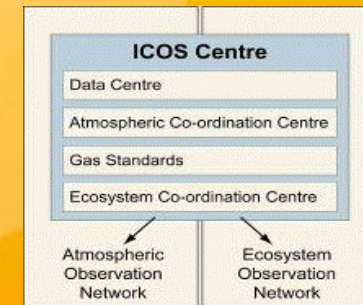 ICOS Centre
Data Centre
Atmospheric Co-ordination Centre
Gas Standards
Ecosystem Co-ordination Centre
Atmospheric
Observation
Network
Ecosystem
Observation
Network